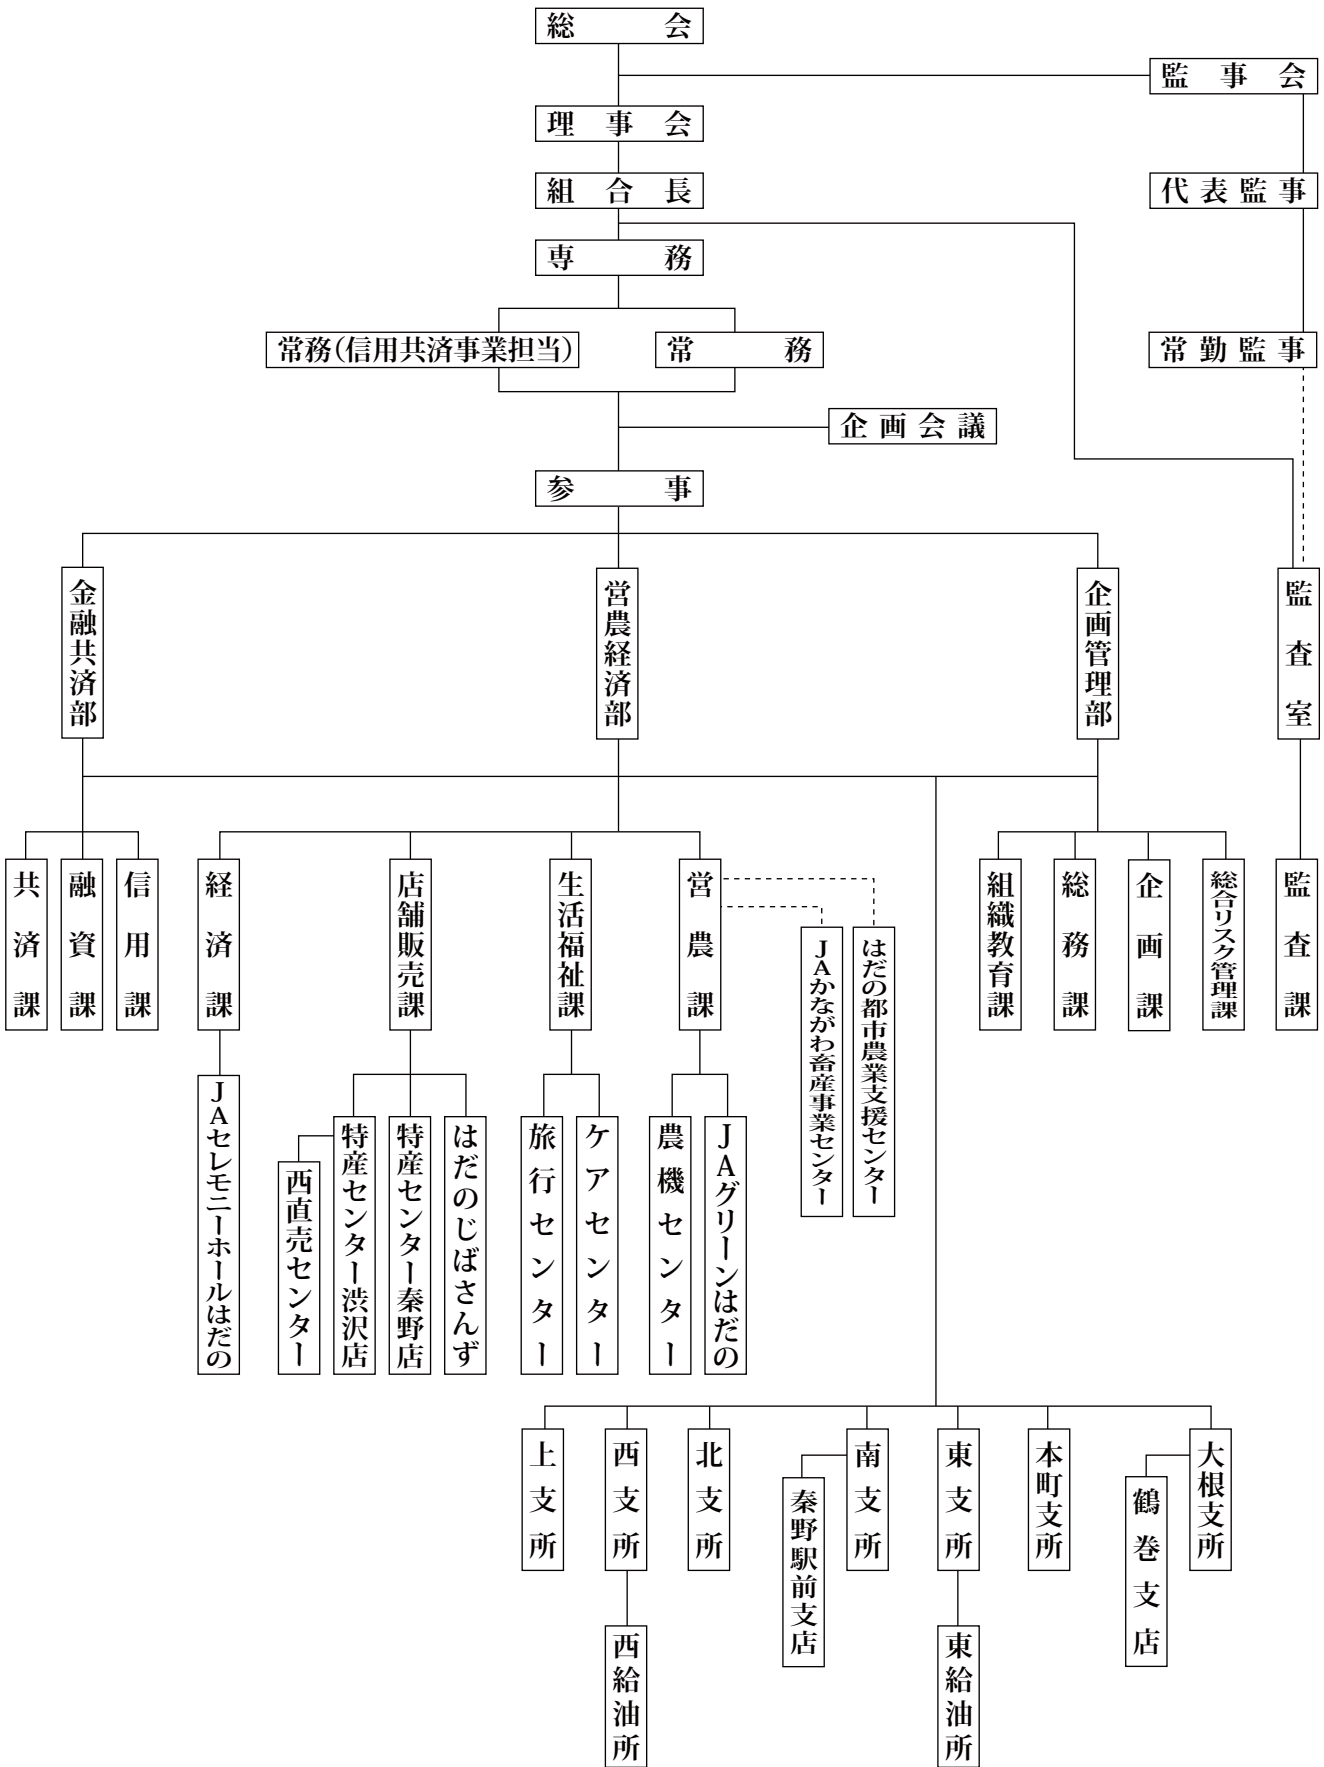 総会
監事会
理事会
組合長
代表監事
専務
常務(信用共済事業担当)
常務
常勤監事
企画会議
参事
金融共済部
営農経済部
企画管理部
監査室
共済課
融資課
信用課
経済課
店舗販売課
生活福祉課
営農課
JAかながわ畜産事業センター
はだの都市農業支援センター
組織教育課
総務課
企画課
総合リスク管理課
監査課
JAセレモニーホールはだの
西直売センター
特産センター渋沢店
特産センター秦野店
はだのじばさんず
旅行センター
ケアセンター
農機センター
JAグリーンはだの
上支所
西支所
北支所
秦野駅前支店
南支所
東支所
本町支所
鶴巻支店
大根支所
西給油所
東給油所